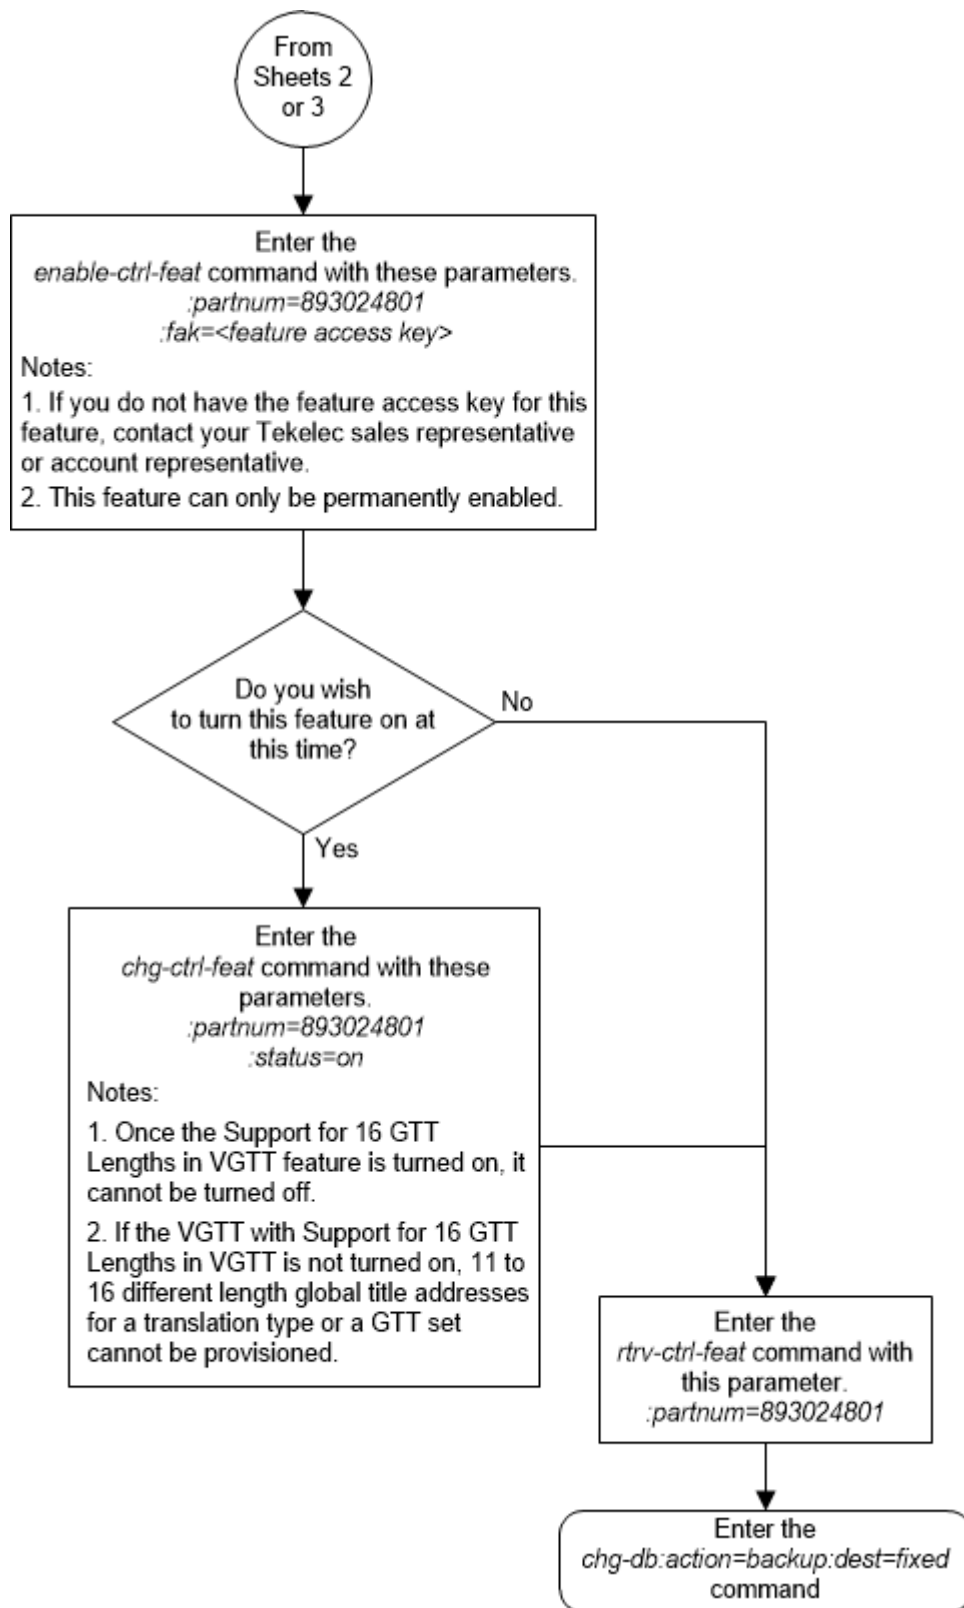 From
Sheets 2
or 3
Enter the
enable-ctrl-feat command with these parameters.
:partnum=893024801
:fak=<feature access key>
Notes:
1. If you do not have the feature access key for this
feature, contact your Tekelec sales representative
or account representative.
2. This feature can only be permanently enabled.
Do you wish
to turn this feature on at
this time?
No
Yes
Enter the
chg-ctrl-feat command with these
parameters.
:partnum=893024801
:status=on
Notes:
1. Once the Support for 16 GTT
Lengths in VGTT feature is turned on, it
cannot be turned off.
2. If the VGTT with Support for 16 GTT
Lengths in VGTT is not turned on, 11 to
16 different length global title addresses
for a translation type or a GTT set
cannot be provisioned.
Enter the
rtrv-ctrl-feat command with
this parameter.
:partnum=893024801
Enter the
chg-db:action=backup:dest=fixed
command